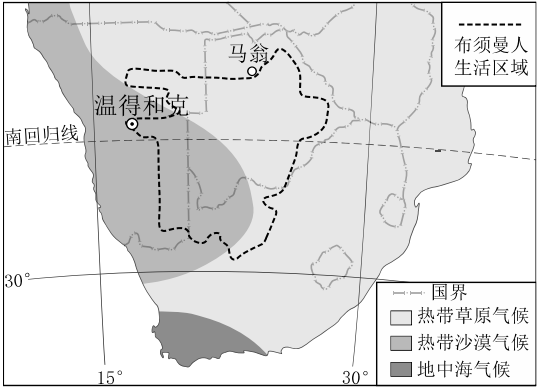 布须曼人
生活区域
马翁
温得和克
南回归线
30°
国界
热带草原气候
热带沙漠气候
地中海气候
15°
30°